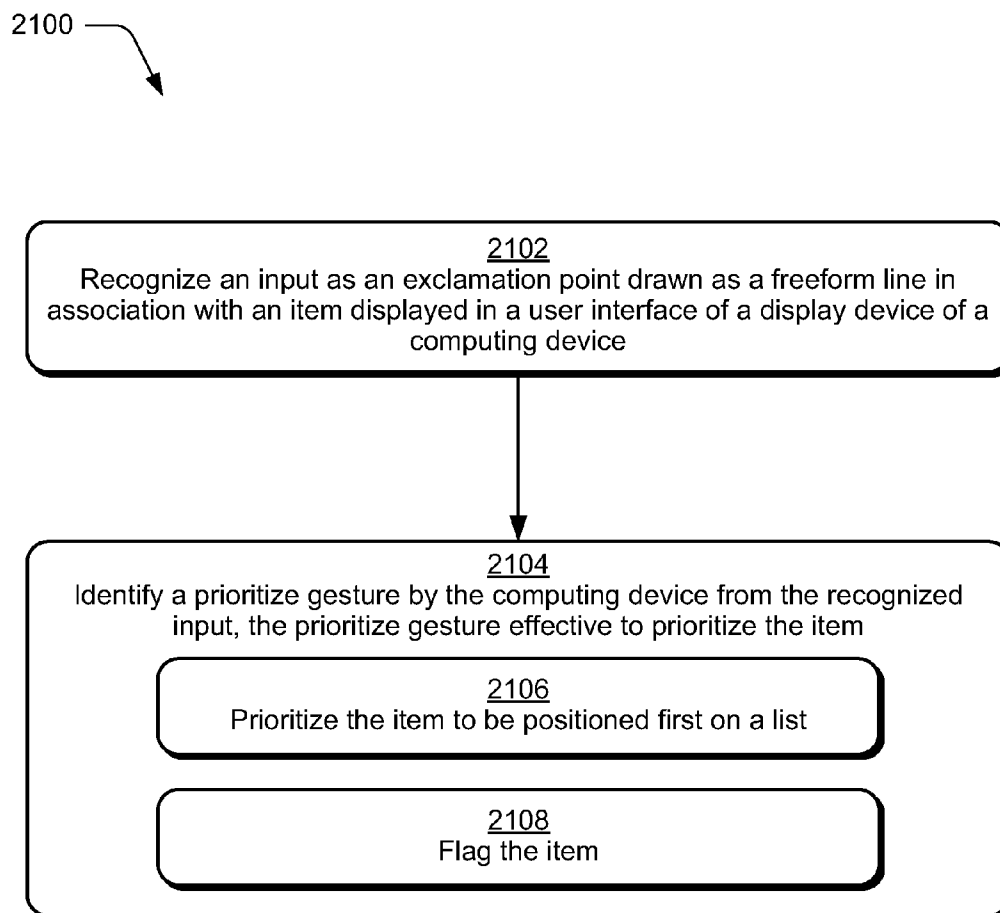 2100
2102
Recognize an input as an exclamation point drawn as a freeform line in
association with an item displayed in a user interface of a display device of a
computing device
2104
Identify a prioritize gesture by the computing device from the recognized
input, the prioritize gesture effective to prioritize the item
2106
Prioritize the item to be positioned first on a list
2108
Flag the item